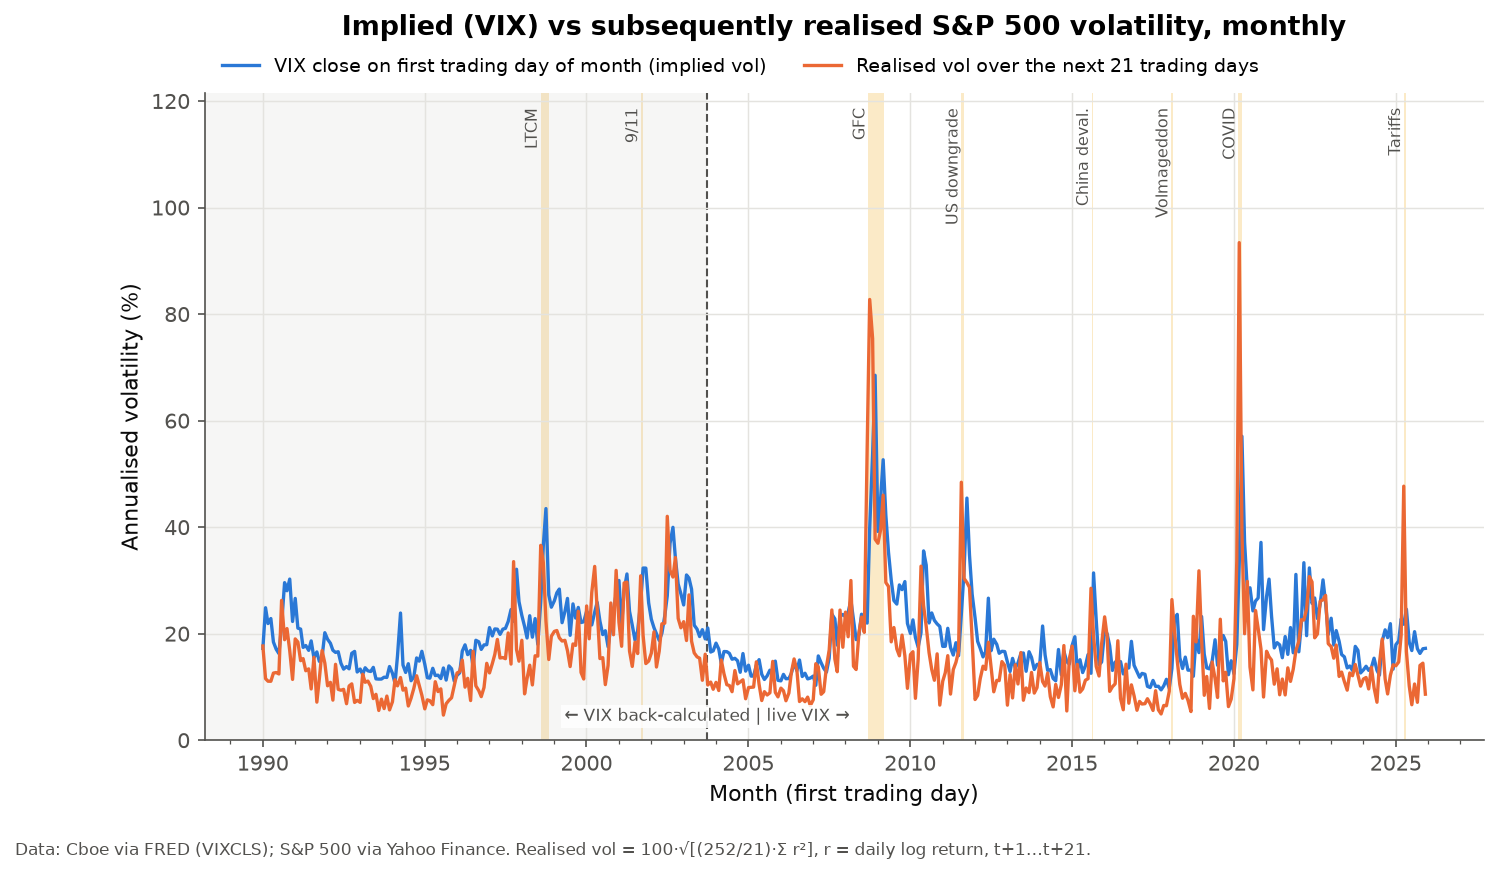 Implied (VIX) vs subsequently realised S&P 500 volatility, monthly
VIX close on first trading day of month (implied vol)
Realised vol over the next 21 trading days
Annualised volatility (%)
120
100
80
60
40
20
0
LTCM
9/11
GFC
US downgrade
China deval.
Volmageddon
COVID
Tariffs
← VIX back-calculated | live VIX →
1990 1995 2000 2005 2010 2015 2020 2025
Month (first trading day)
Data: Cboe via FRED (VIXCLS); S&P 500 via Yahoo Finance. Realised vol = 100·√[(252/21)·Σ r²], r = daily log return, t+1…t+21.